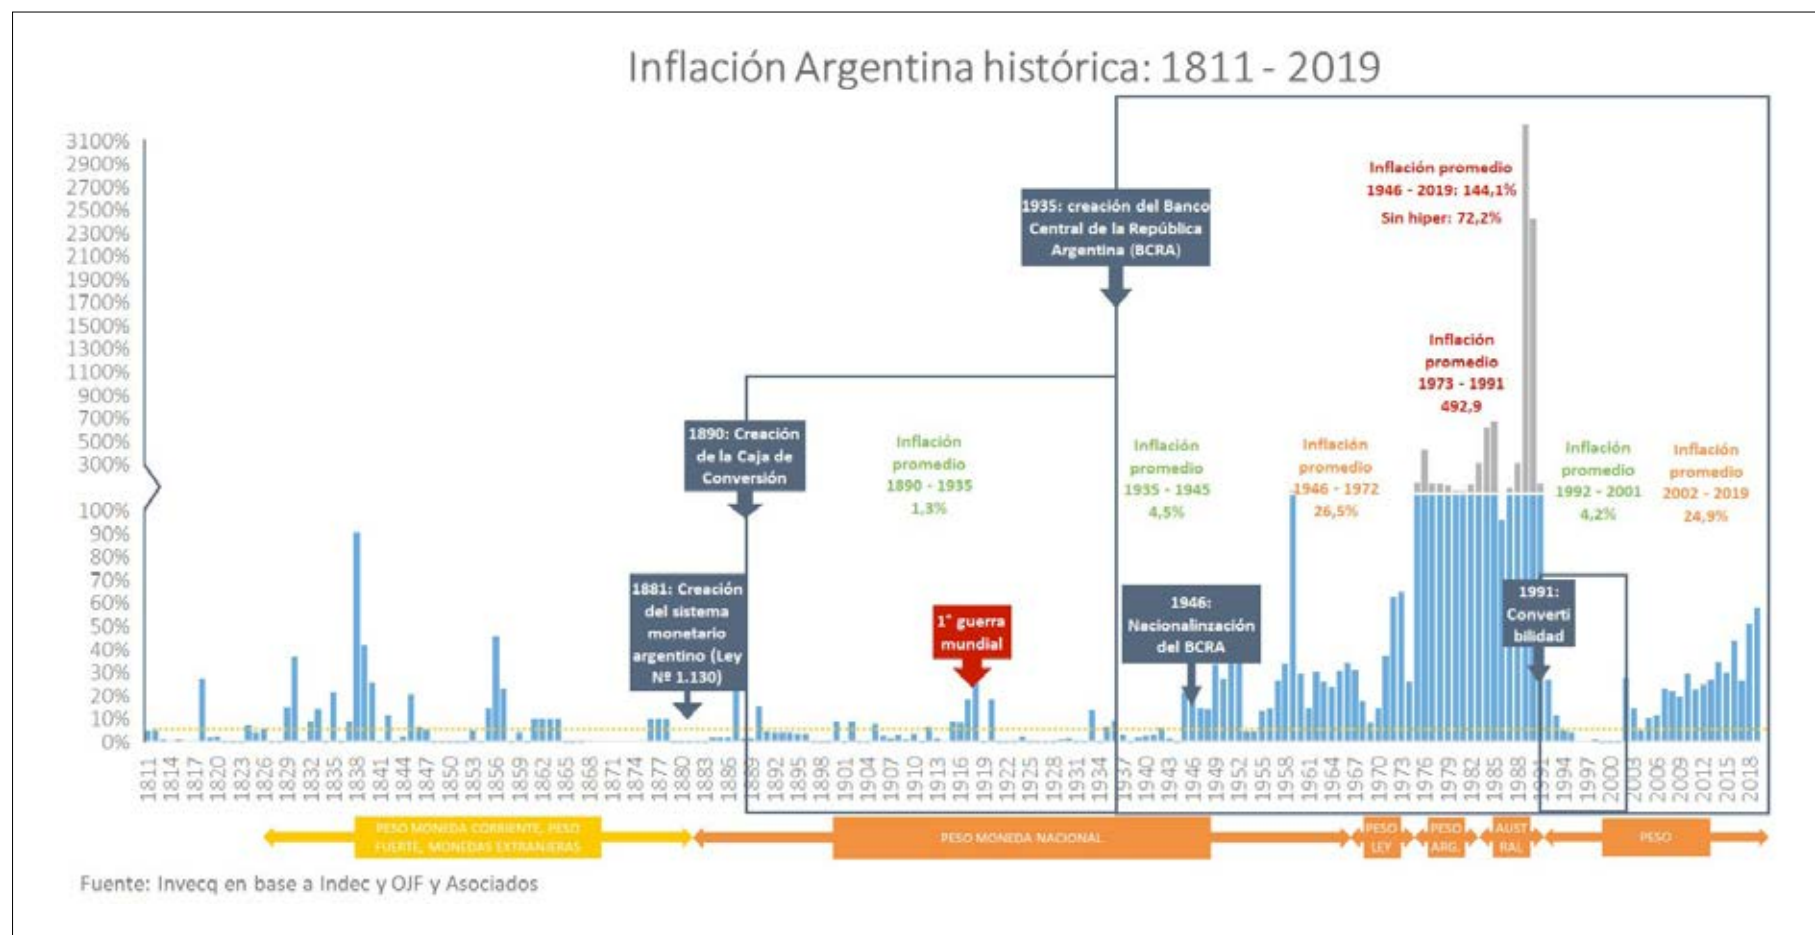 Inflación Argentina histórica: 1811 - 2019
3100%
2900%
2700%
2500%
2300%
2100%
1900%
1700%
1500%
1300%
1100%
900%
700%
500%
300%
100%
90%
80%
70%
60%
50%
40%
30%
20%
10%
0%
1881: Creación
del sistema
monetario
argentino (Ley
Nº 1.130)
1890: Creación
de la Caja de
Conversión
Inflación
promedio
1890 - 1935
1,3%
1° guerra
mundial
1935: creación del Banco
Central de la República
Argentina (BCRA)
Inflación
promedio
1935 - 1945
4,5%
1946:
Nacionalinzación
del BCRA
Inflación
promedio
1946 - 1972
26,5%
Inflación promedio
1946 - 2019: 144,1%
Sin hiper: 72,2%
Inflación
promedio
1973 - 1991
492,9
1991:
Converti
bilidad
Inflación
promedio
1992 - 2001
4,2%
Inflación
promedio
2002 - 2019
24,9%
1811 1814 1817 1820 1823 1826 1829 1832 1835 1838 1841 1844 1847 1850 1853 1856 1859 1862 1865 1868 1871 1874 1877 1880 1883 1886 1889 1892 1895 1898 1901 1904 1907 1910 1913 1916 1919 1922 1925 1928 1931 1934 1937 1940 1943 1946 1949 1952 1955 1958 1961 1964 1967 1970 1973 1976 1979 1982 1985 1988 1991 1994 1997 2000 2003 2006 2009 2012 2015 2018
PESO MONEDA CORRIENTE, PESO
FUERTE, MONEDAS EXTRANJERAS
PESO MONEDA NACIONAL
PESO
LEY
PESO
ARG.
AUST
RAL
PESO
Fuente: Invecq en base a Indec y OJF y Asociados